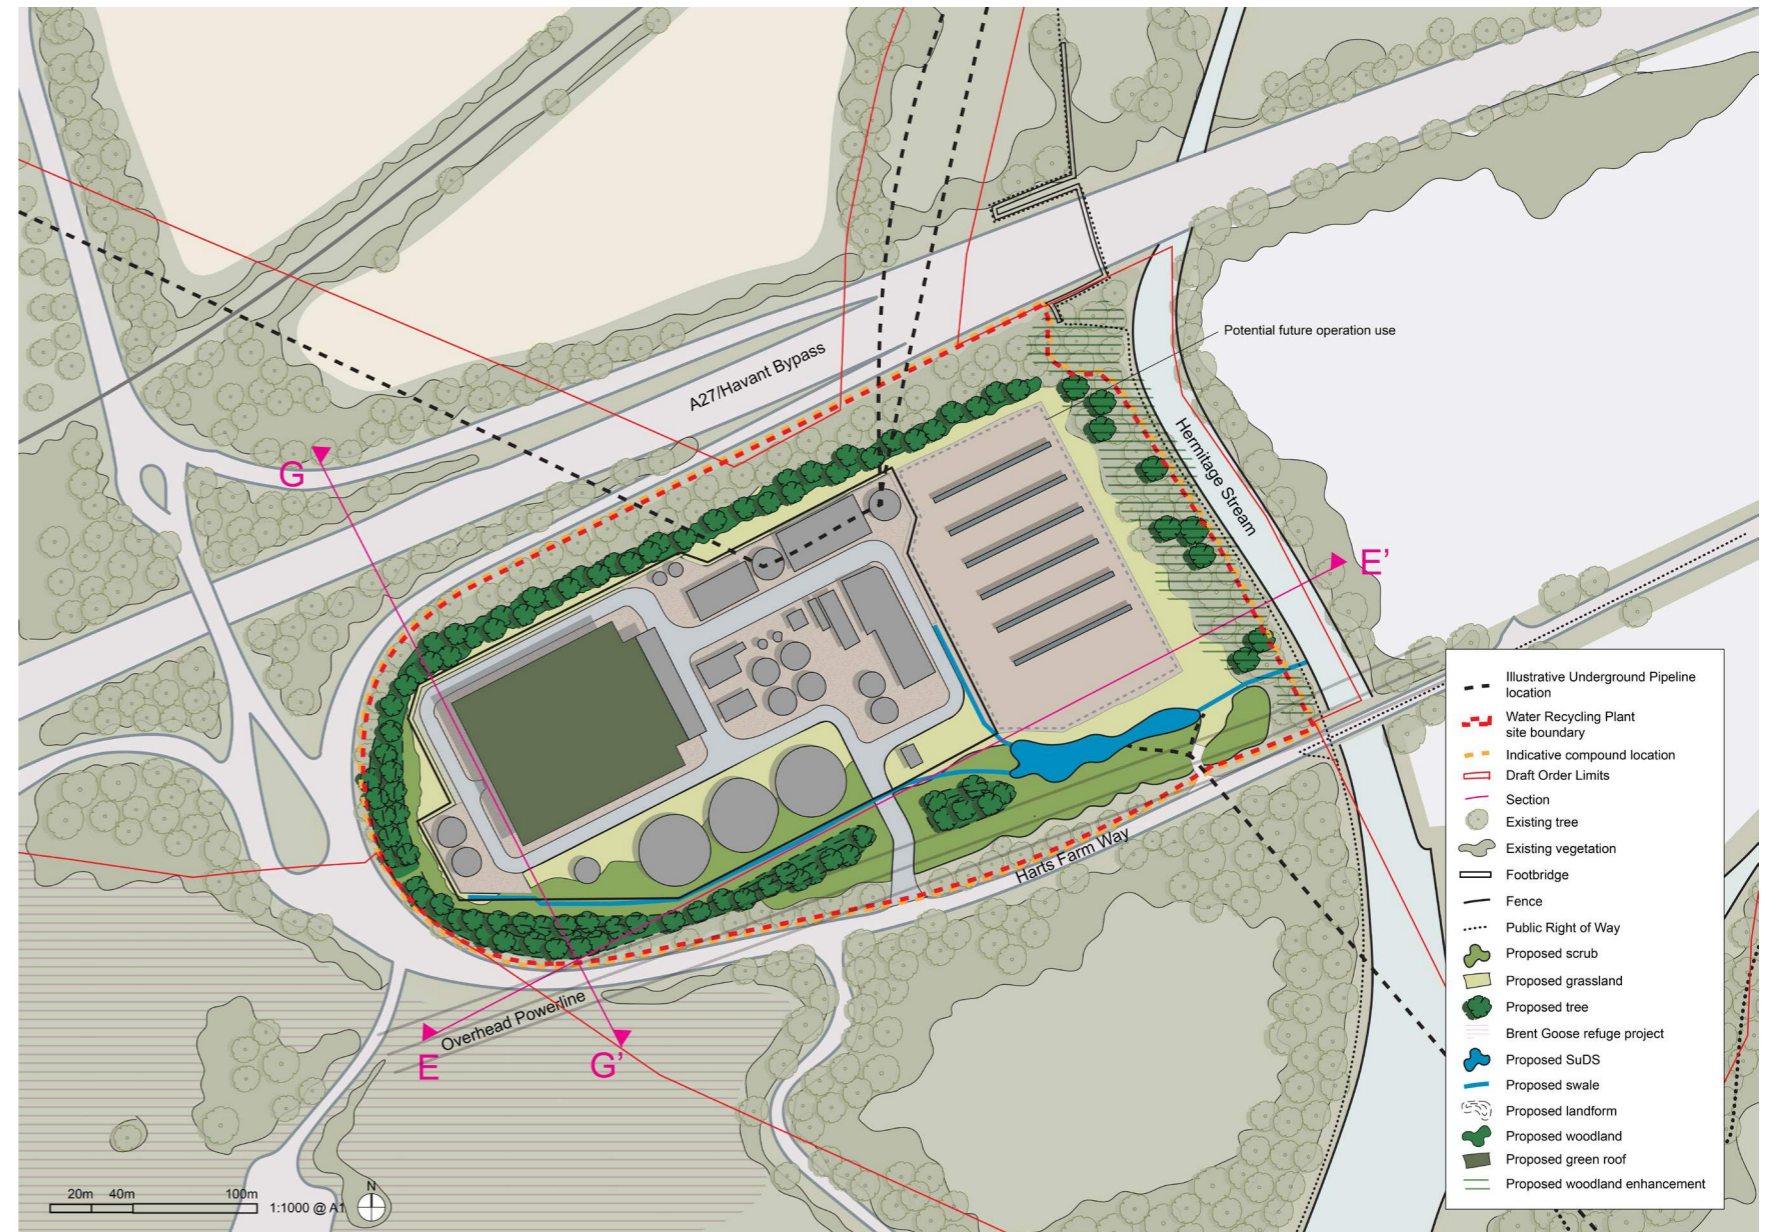 Potential future operation use
A27/Havant Bypass
G
Hermitage Stream
E’
Harts Farm Way
Overhead Powerline
E
G’
Illustrative Underground Pipeline
location
Water Recycling Plant
site boundary
Indicative compound location
Draft Order Limits
Section
Existing tree
Existing vegetation
Footbridge
Fence
Public Right of Way
Proposed scrub
Proposed grassland
Proposed tree
Brent Goose refuge project
Proposed SuDS
Proposed swale
Proposed landform
Proposed woodland
Proposed green roof
Proposed woodland enhancement
20m 40m 100m
1:1000 @ A1
N